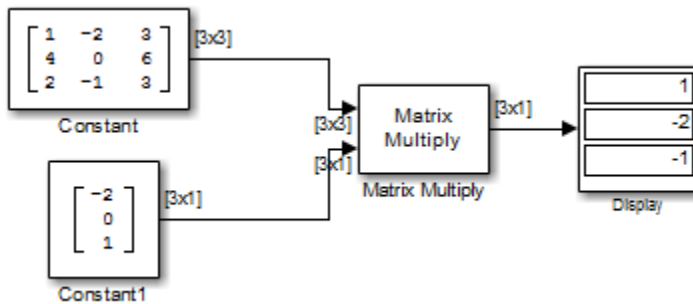 1 -2 3
4 0 6
2 -1 3
[3x3]
Constant
-2
0
1
[3x1]
Constant1
[3x3]
[3x1]
Matrix
Multiply
Matrix Multiply
[3x1]
1
-2
-1
Display